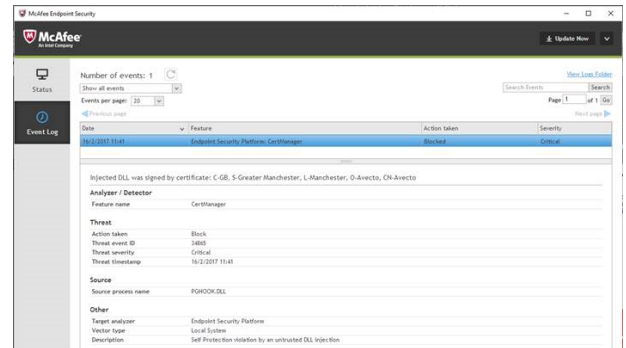 McAfee Endpoint Security
McAfee
An Intel Company
Update Now
Status
Event Log
Number of events: 1
View Logs Folder
Show all events
Search Events
Search
Events per page: 20
Page 1 of 1 Go
Previous page
Next page
Date Feature Action taken Severity
16/2/2017 11:41 Endpoint Security Platform: CertManager Blocked Critical
Injected DLL was signed by certificate: C=GB, S=Greater Manchester, L=Manchester, O=Avecto, CN=Avecto
Analyzer / Detector
Feature name CertManager
Threat
Action taken Block
Threat event ID 34865
Threat severity Critical
Threat timestamp 16/2/2017 11:41
Source
Source process name PGHOOK.DLL
Other
Target analyzer Endpoint Security Platform
Vector type Local System
Description Self Protection violation by an untrusted DLL injection